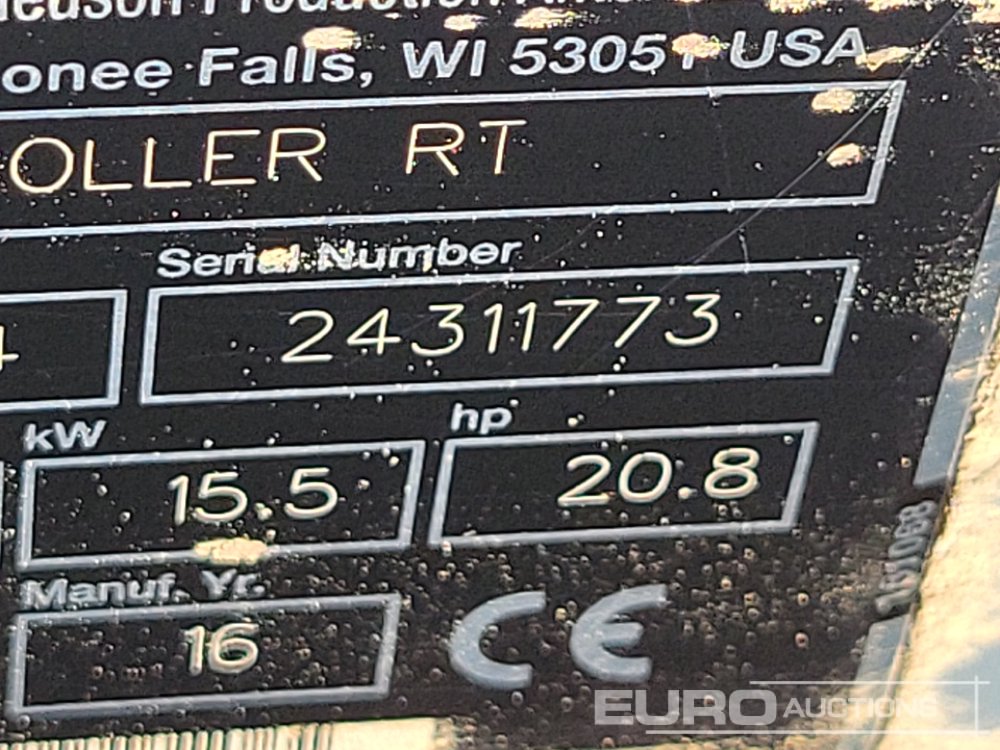 onee Falls, WI 53051 USA
OLLER RT
Serial Number
24311773
kW
hp
15.5
20.8
Manuf. Yr.
16
CE
EURO AUCTIONS